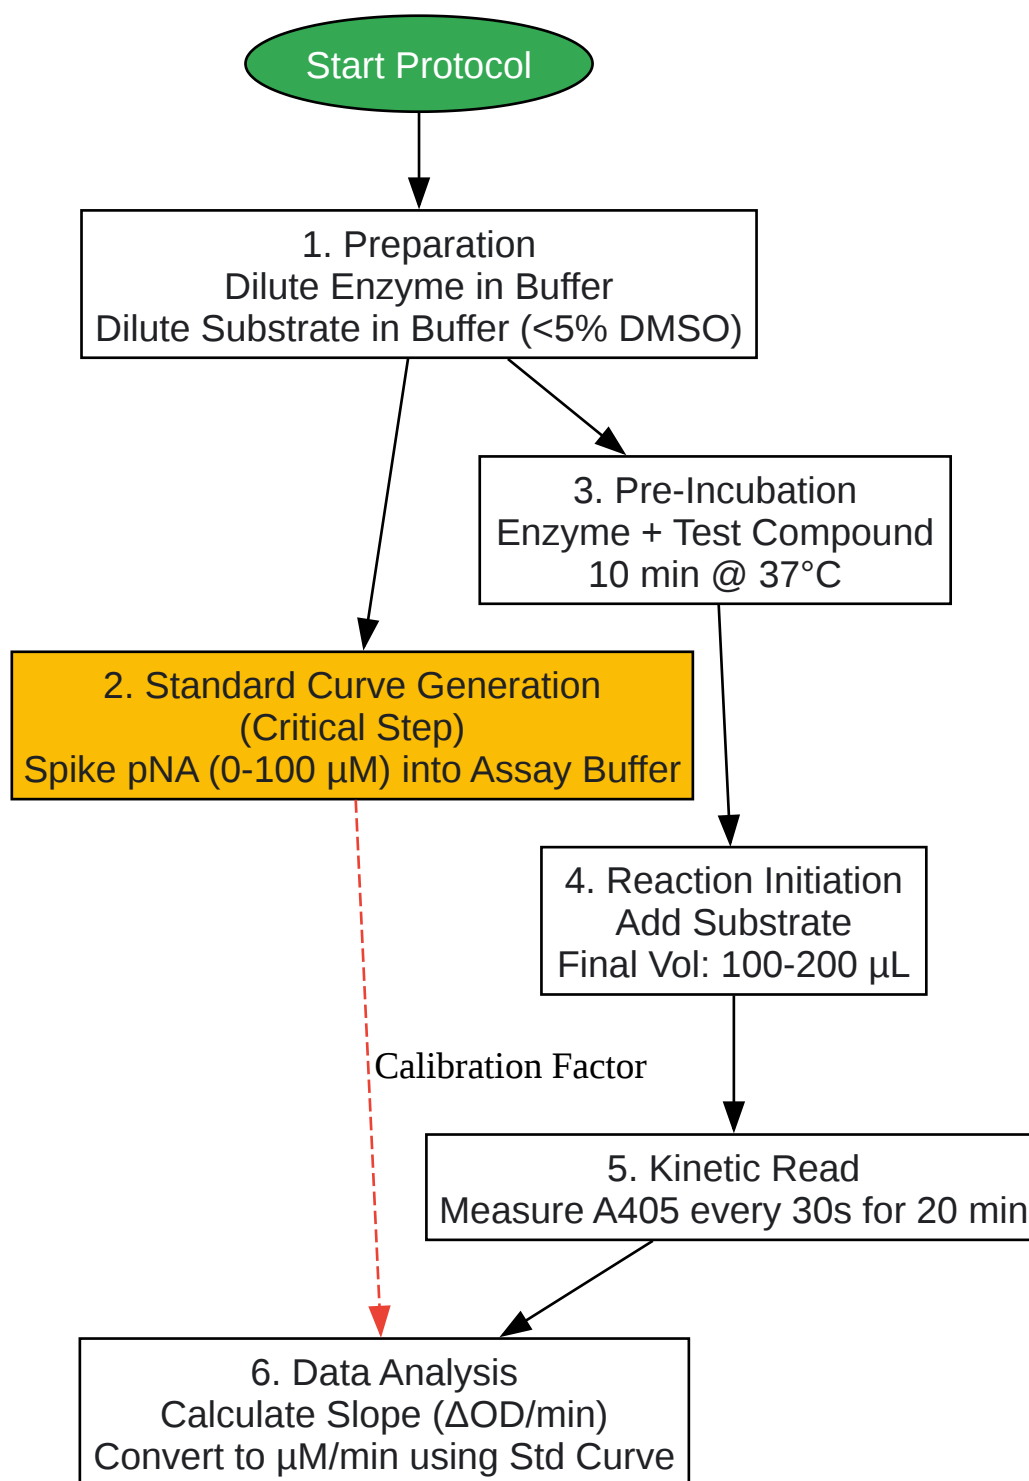 Start Protocol
1. Preparation
Dilute Enzyme in Buffer
Dilute Substrate in Buffer (<5% DMSO)
3. Pre-Incubation
Enzyme + Test Compound
10 min @ 37°C
2. Standard Curve Generation
(Critical Step)
Spike pNA (0-100 µM) into Assay Buffer
4. Reaction Initiation
Add Substrate
Final Vol: 100-200 µL
Calibration Factor
5. Kinetic Read
Measure A405 every 30s for 20 min
6. Data Analysis
Calculate Slope (ΔOD/min)
Convert to µM/min using Std Curve